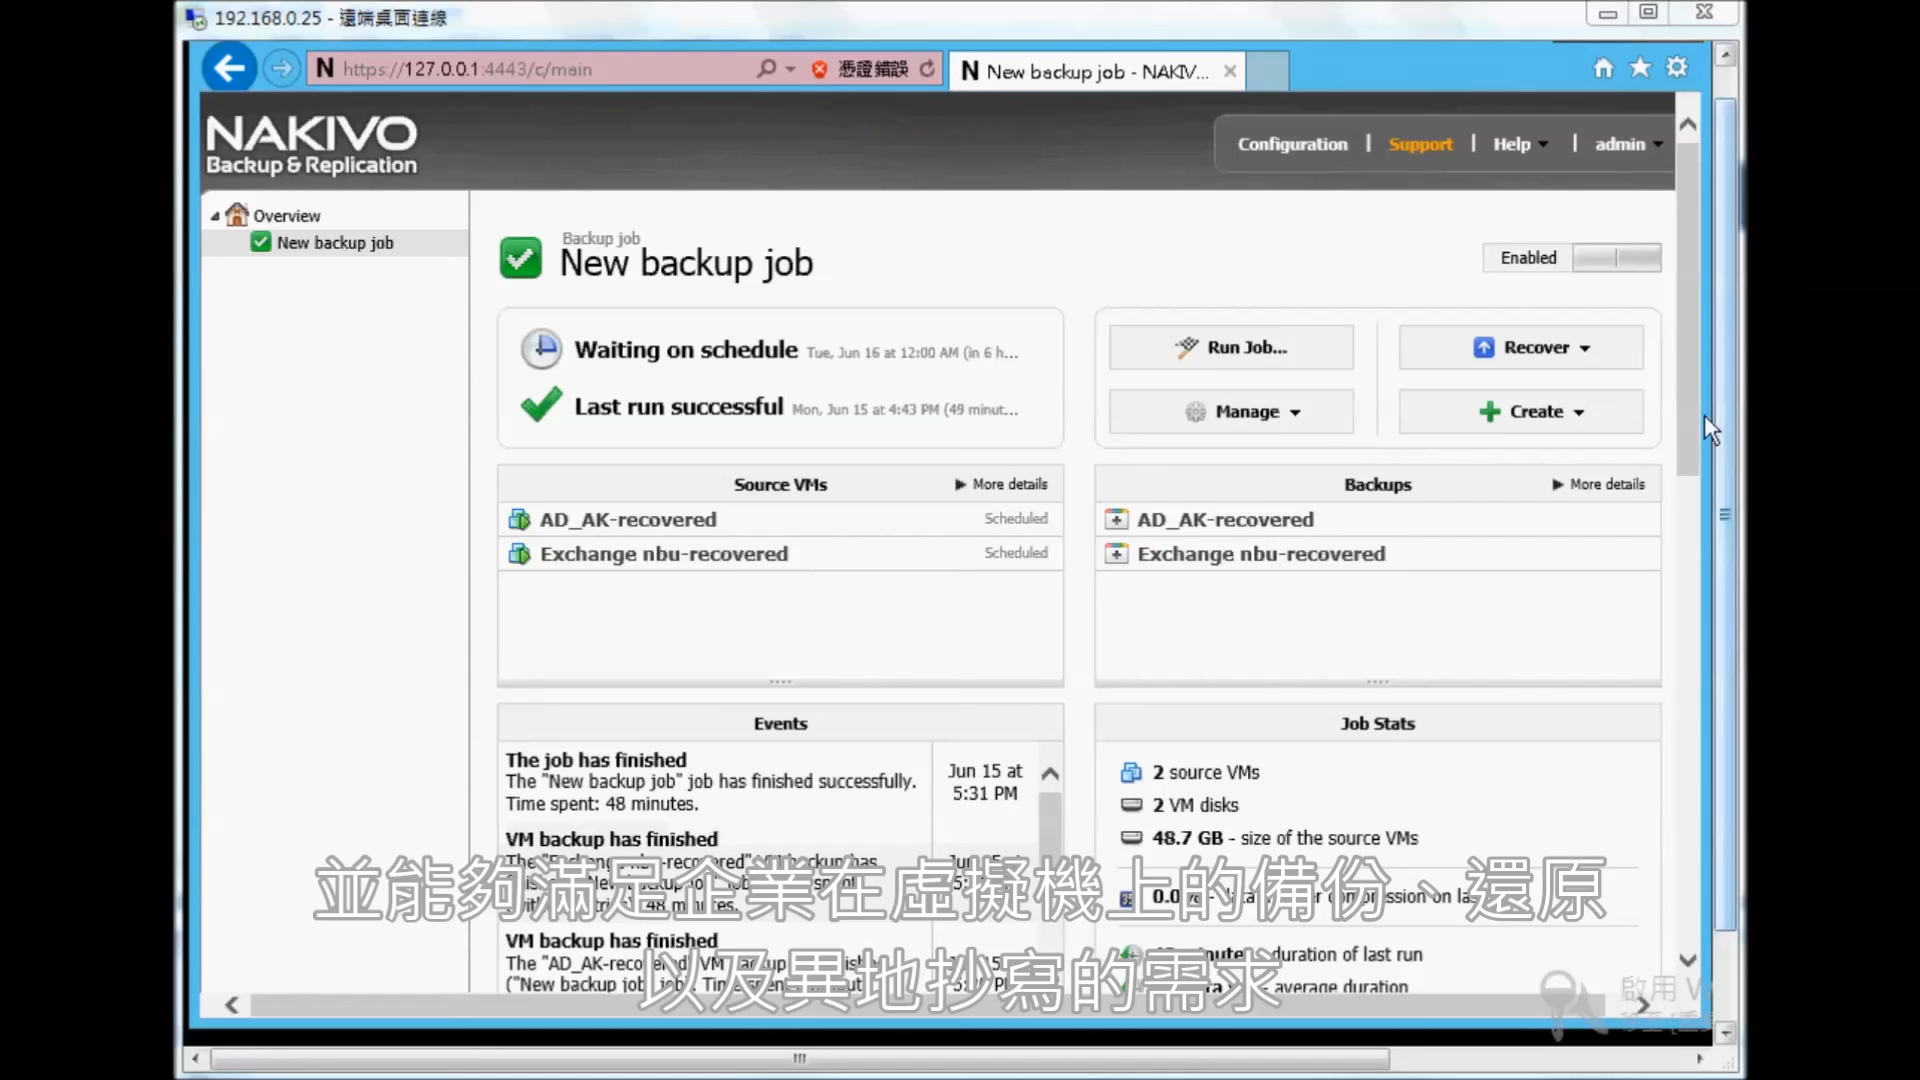 192.168.0.25 - 遠端桌面連線
N https://127.0.0.1:4443/c/main
憑證錯誤
N New backup job - NAKIV...
NAKIVO
Backup & Replication
Configuration | Support | Help | admin
Overview
New backup job
Backup job
New backup job
Enabled
Waiting on schedule Tue, Jun 16 at 12:00 AM (in 6 h...
Last run successful Mon, Jun 15 at 4:43 PM (49 minut...
Run Job...
Recover
Manage
Create
Source VMs
More details
AD_AK-recovered Scheduled
Exchange nbu-recovered Scheduled
Backups
More details
AD_AK-recovered
Exchange nbu-recovered
Events
The job has finished
The "New backup job" job has finished successfully.
Time spent: 48 minutes.
Jun 15 at
5:31 PM
VM backup has finished
VM backup has finished
Job Stats
2 source VMs
2 VM disks
48.7 GB - size of the source VMs
duration of last run
average duration
並能夠滿足企業在虛擬機上的備份、還原
以及異地抄寫的需求
啟用 W